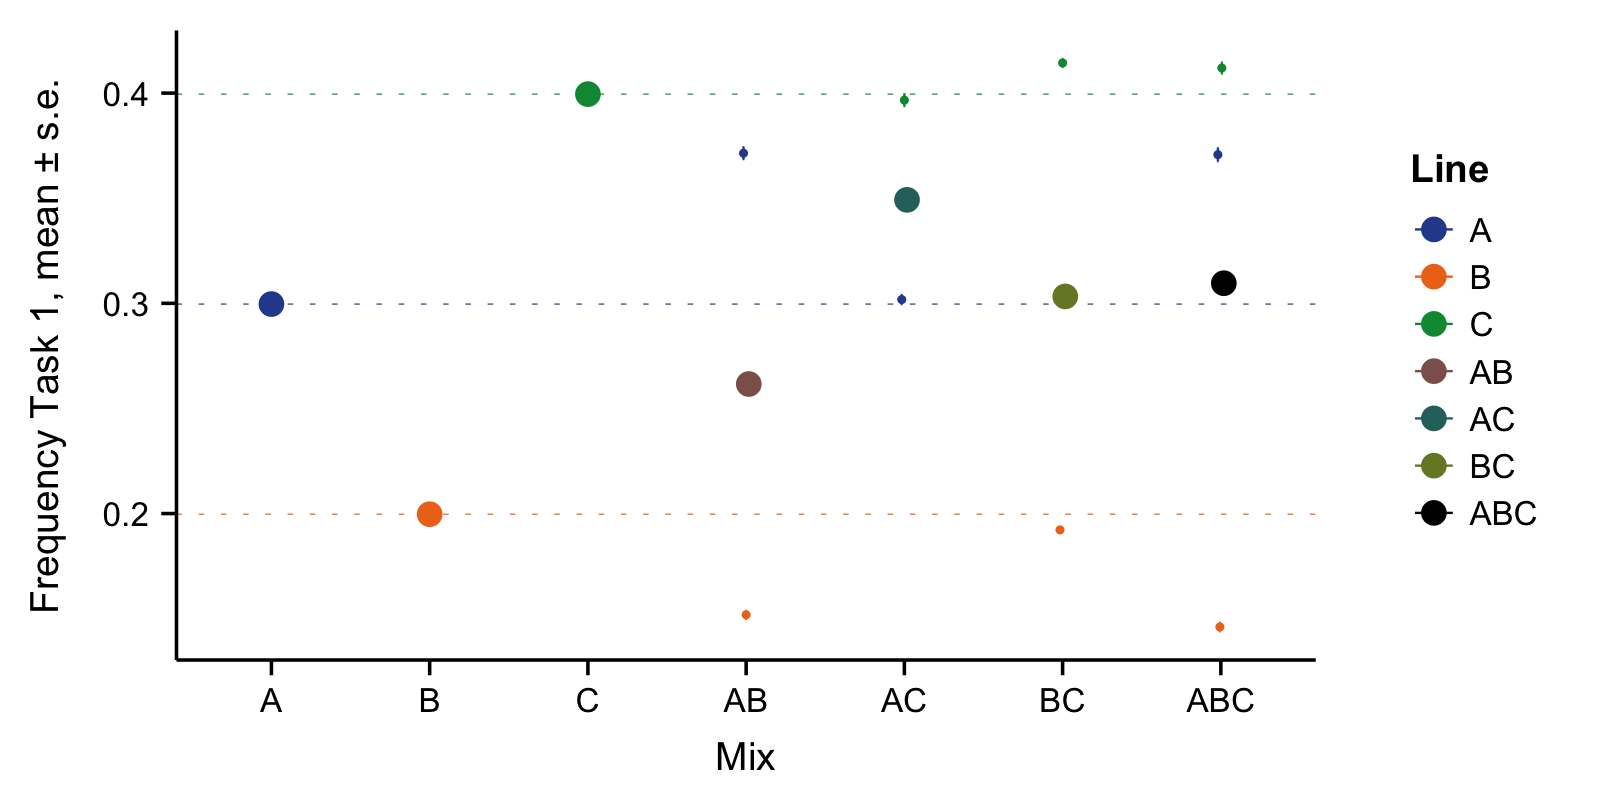 Frequency Task 1, mean ± s.e.
0.4
0.3
0.2
A B C AB AC BC ABC
Mix
Line
A
B
C
AB
AC
BC
ABC